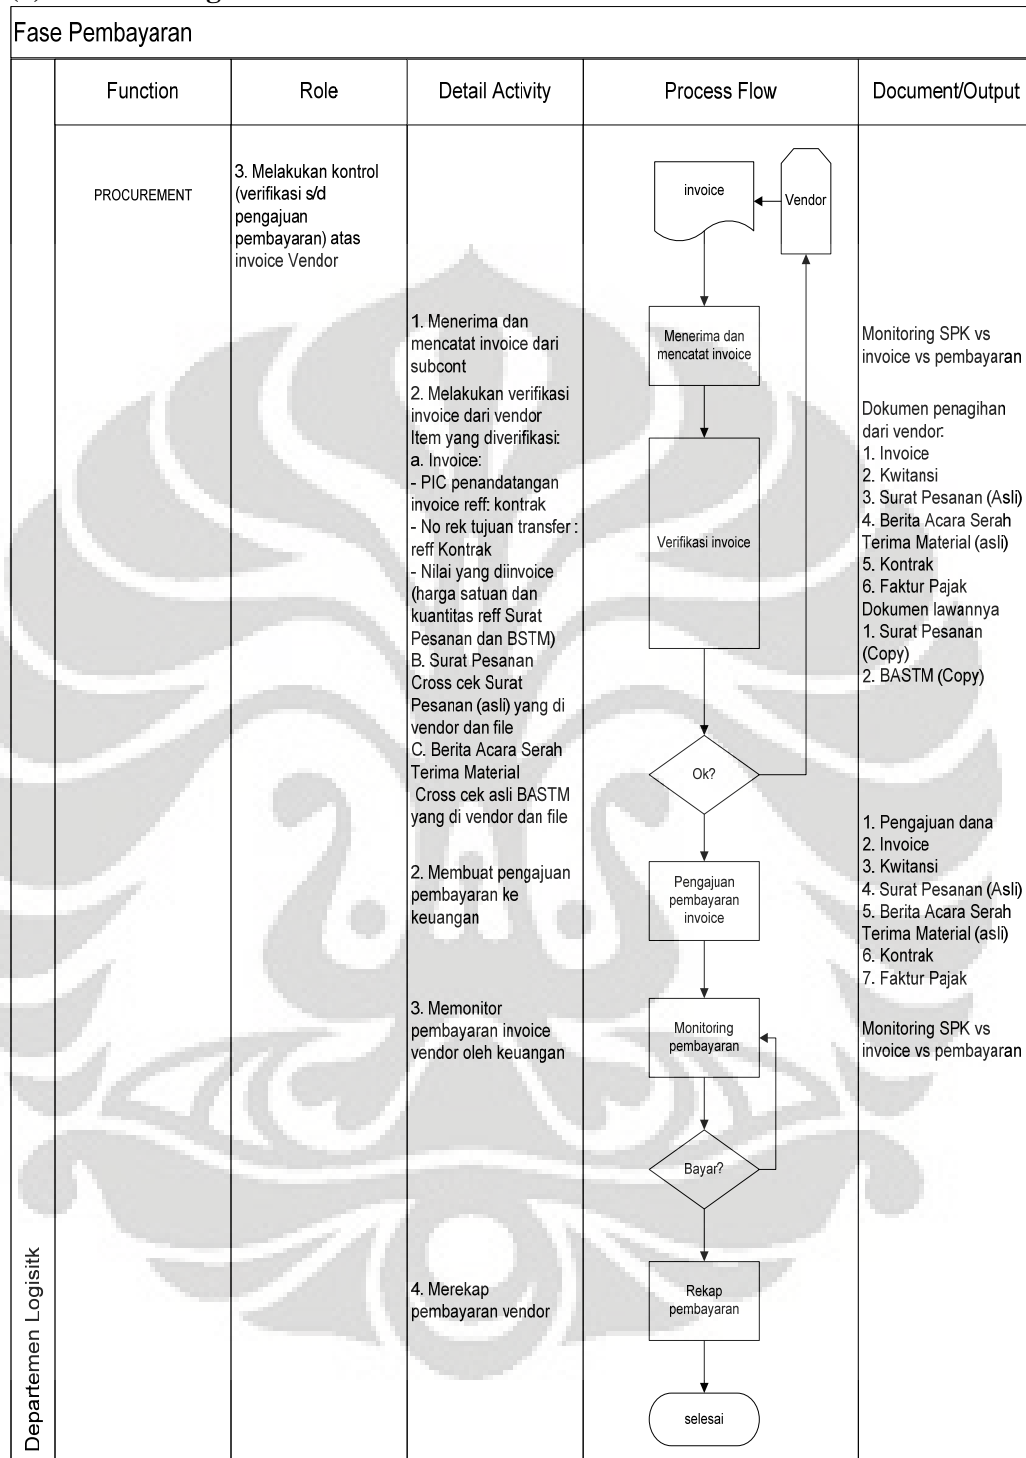 Fase Pembayaran
Function
Role
Detail Activity
Process Flow
Document/Output
PROCUREMENT
3. Melakukan kontrol
(verifikasi s/d
pengajuan
pembayaran) atas
invoice Vendor
1. Menerima dan
mencatat invoice dari
subcont
2. Melakukan verifikasi
invoice dari vendor
Item yang diverifikasi:
a. Invoice:
- PIC penandatangan
invoice reff: kontrak
- No rek tujuan transfer :
reff Kontrak
- Nilai yang diinvoice
(harga satuan dan
kuantitas reff Surat
Pesanan dan BSTM)
B. Surat Pesanan
Cross cek Surat
Pesanan (asli) yang di
vendor dan file
C. Berita Acara Serah
Terima Material
Cross cek asli BASTM
yang di vendor dan file
2. Membuat pengajuan
pembayaran ke
keuangan
3. Memonitor
pembayaran invoice
vendor oleh keuangan
4. Merekap
pembayaran vendor
invoice
Vendor
Menerima dan
mencatat invoice
Verifikasi invoice
Ok?
Pengajuan
pembayaran
invoice
Monitoring
pembayaran
Bayar?
Rekap
pembayaran
selesai
Monitoring SPK vs
invoice vs pembayaran
Dokumen penagihan
dari vendor:
1. Invoice
2. Kwitansi
3. Surat Pesanan (Asli)
4. Berita Acara Serah
Terima Material (asli)
5. Kontrak
6. Faktur Pajak
Dokumen lawannya
1. Surat Pesanan
(Copy)
2. BASTM (Copy)
1. Pengajuan dana
2. Invoice
3. Kwitansi
4. Surat Pesanan (Asli)
5. Berita Acara Serah
Terima Material (asli)
6. Kontrak
7. Faktur Pajak
Monitoring SPK vs
invoice vs pembayaran
Departemen Logisitk